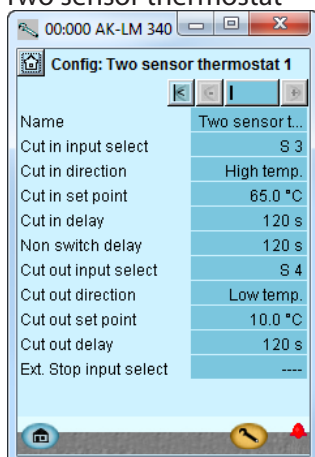 Two sensor thermostat
00:000 AK-LM 340
Config: Two sensor thermostat 1
Name Two sensor t...
Cut in input select S 3
Cut in direction High temp.
Cut in set point 65.0 °C
Cut in delay 120 s
Non switch delay 120 s
Cut out input select S 4
Cut out direction Low temp.
Cut out set point 10.0 °C
Cut out delay 120 s
Ext. Stop input select ----